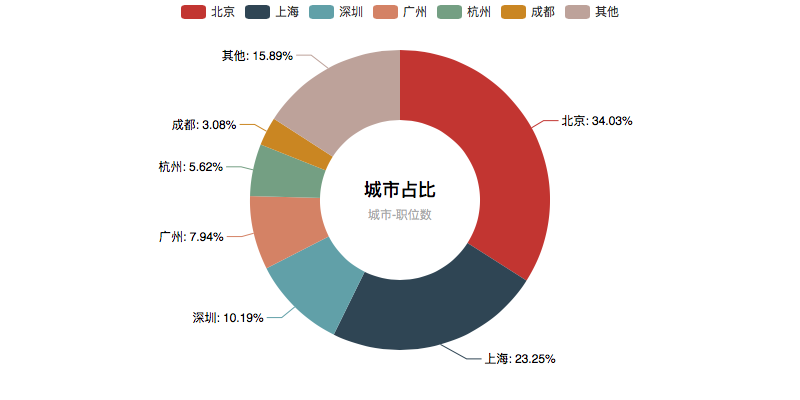 北京 上海 深圳 广州 杭州 成都 其他
其他: 15.89%
北京: 34.03%
成都: 3.08%
杭州: 5.62%
城市占比
城市-职位数
广州: 7.94%
深圳: 10.19%
上海: 23.25%